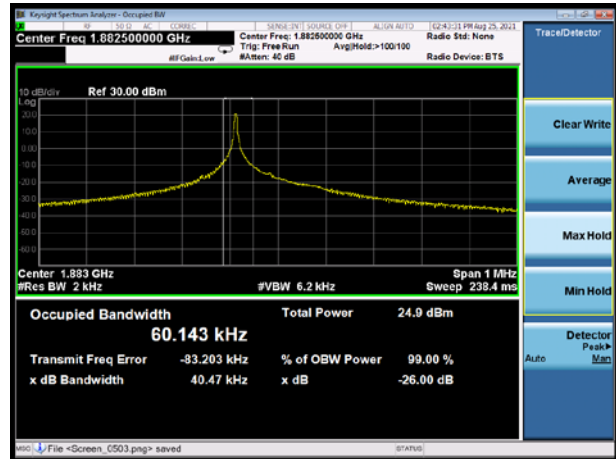 Keysight Spectrum Analyzer - Occupied BW
RF 50 Ω AC CORREC SENSE:INT SOURCE OFF ALIGN AUTO 02:43:31 PM Aug 25, 2021
Center Freq 1.882500000 GHz Center Freq: 1.882500000 GHz Radio Std: None
Trig: Free Run Avg|Hold:>100/100
#IFGain:Low #Atten: 40 dB Radio Device: BTS
Trace/Detector
10 dB/div Ref 30.00 dBm
Log
20.0
10.0
0.00
-10.0
-20.0
-30.0
-40.0
-50.0
-60.0
Center 1.883 GHz Span 1 MHz
#Res BW 2 kHz #VBW 6.2 kHz Sweep 238.4 ms
Occupied Bandwidth Total Power 24.9 dBm
60.143 kHz
Transmit Freq Error -83.203 kHz % of OBW Power 99.00 %
x dB Bandwidth 40.47 kHz x dB -26.00 dB
Clear Write
Average
Max Hold
Min Hold
Detector
Peak▶
Auto Man
MSG File <Screen_0503.png> saved STATUS